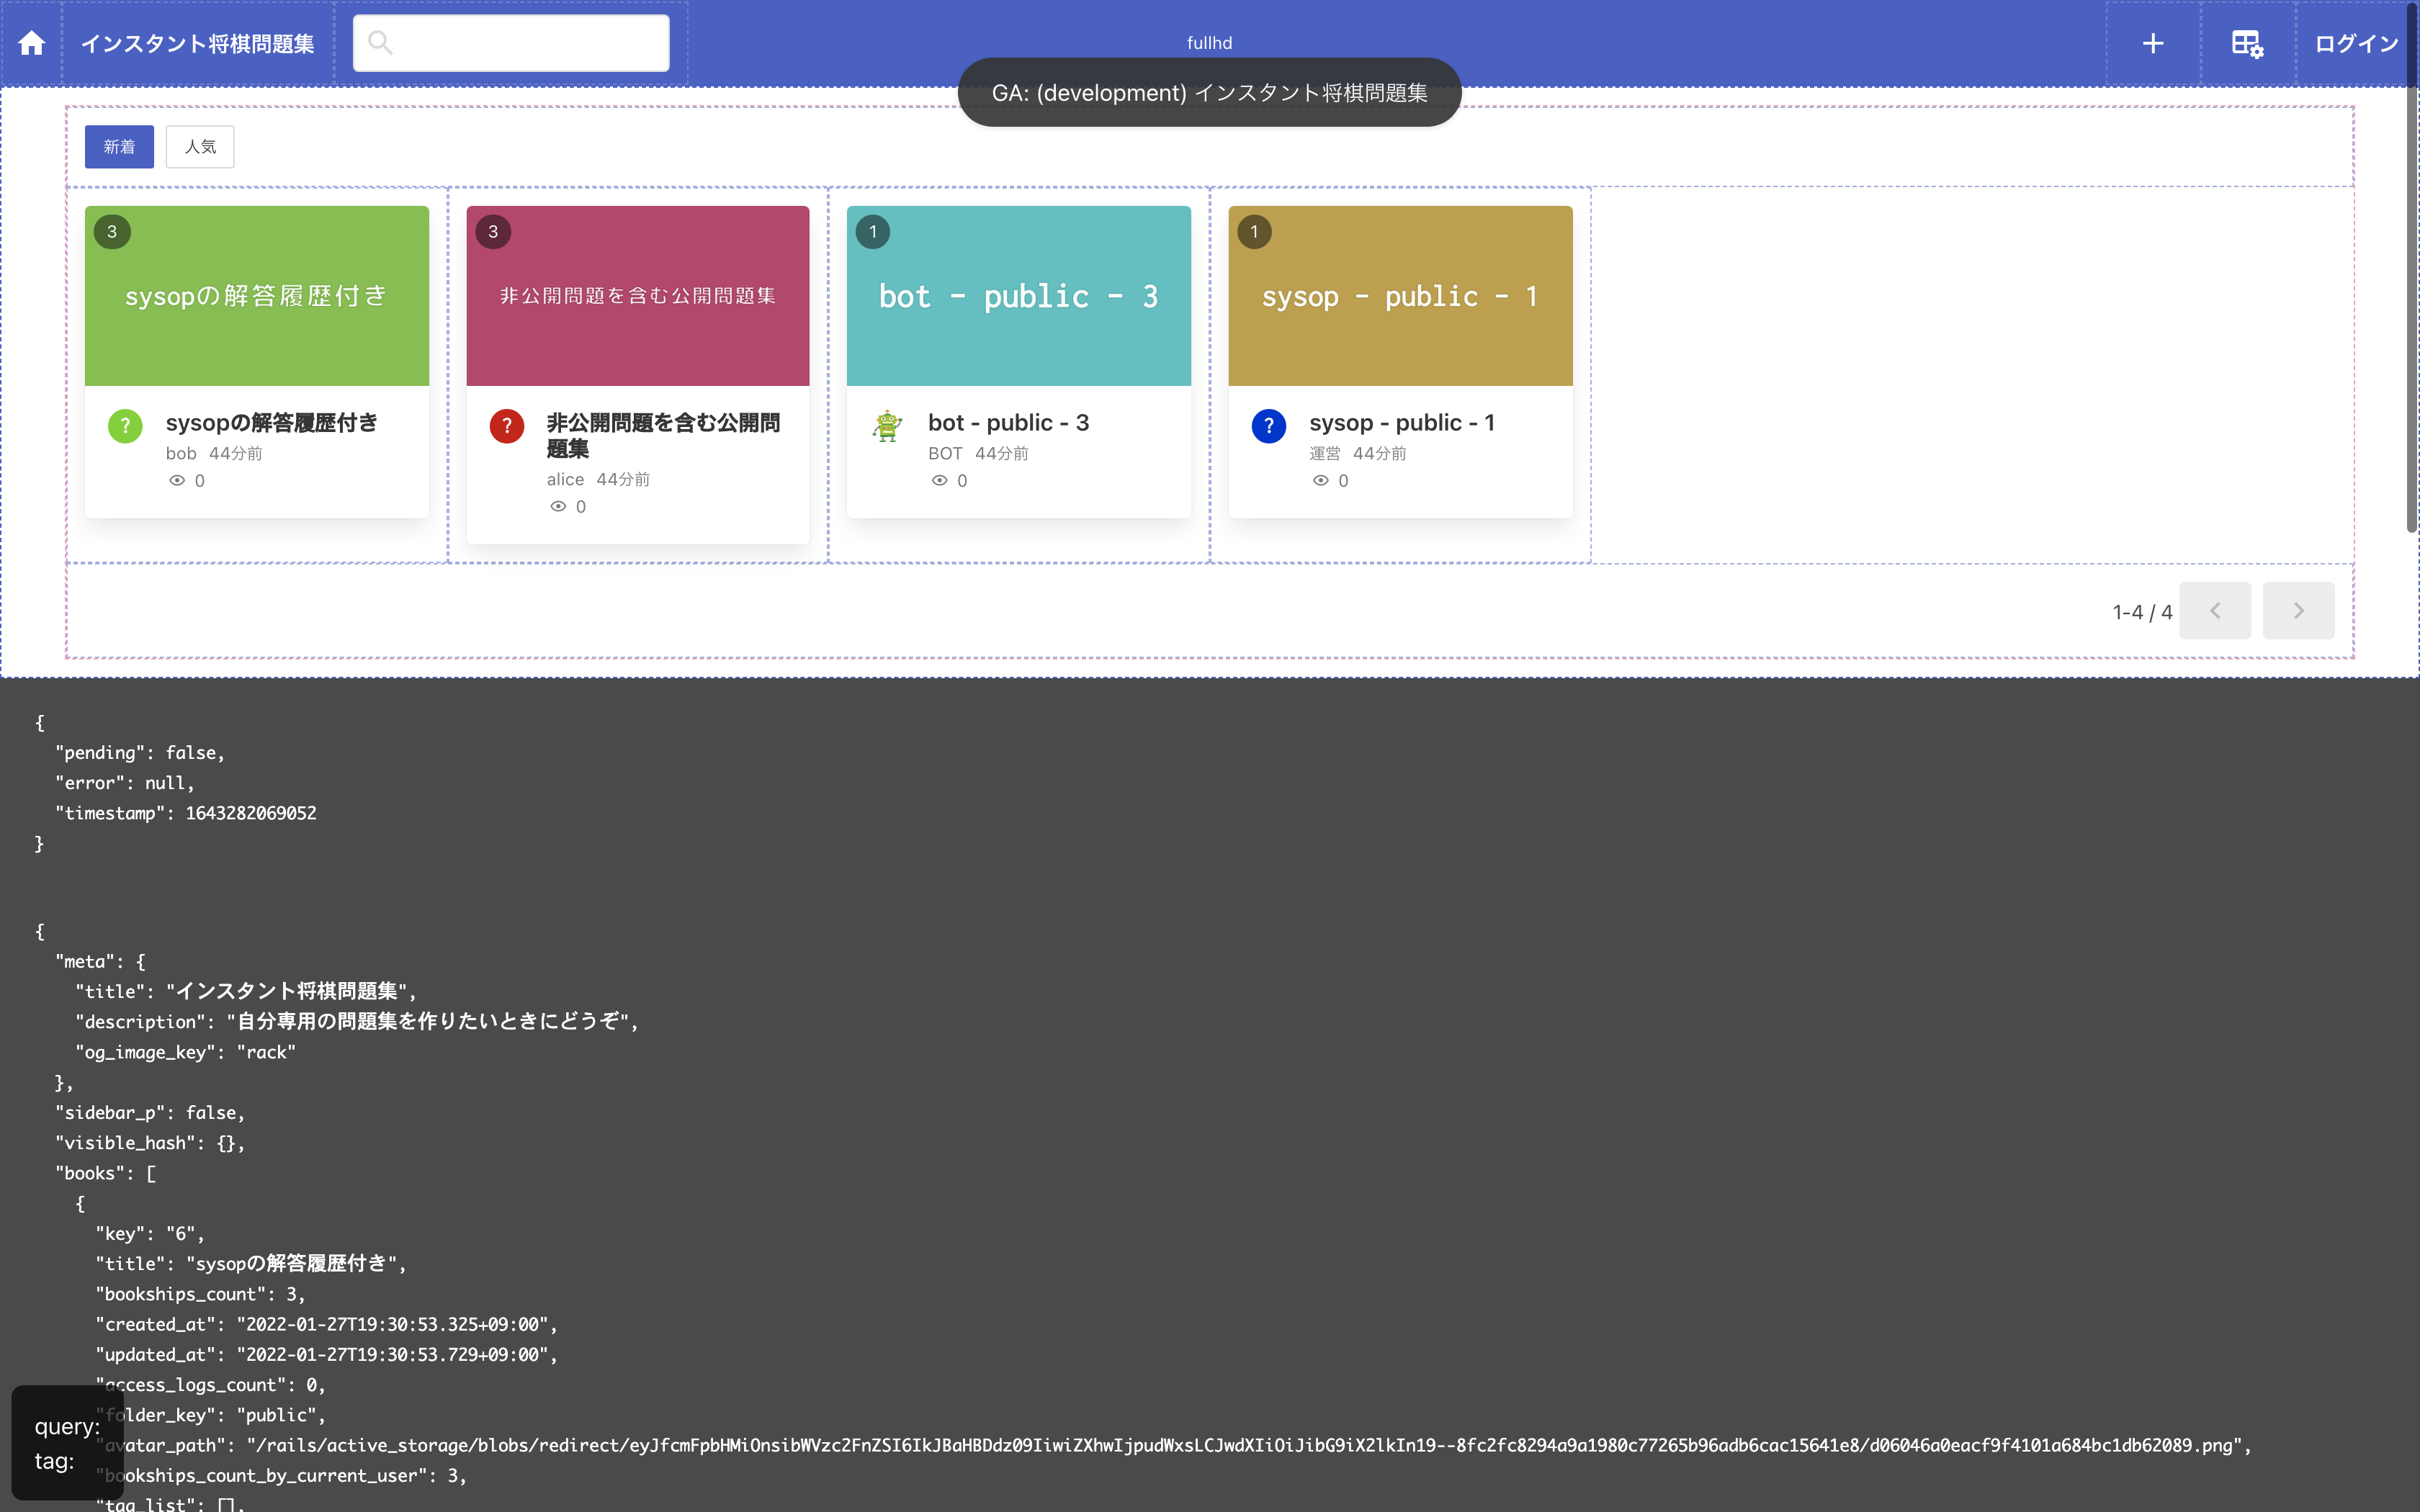 インスタント将棋問題集
fullhd
ログイン
GA: (development) インスタント将棋問題集
新着
人気
3
sysopの解答履歴付き
?
sysopの解答履歴付き
bob 44分前
0
3
非公開問題を含む公開問題集
?
非公開問題を含む公開問
題集
alice 44分前
0
1
bot - public - 3
bot - public - 3
BOT 44分前
0
1
sysop - public - 1
?
sysop - public - 1
運営 44分前
0
1-4 / 4
{
"pending": false,
"error": null,
"timestamp": 1643282069052
}
{
"meta": {
"title": "インスタント将棋問題集",
"description": "自分専用の問題集を作りたいときにどうぞ",
"og_image_key": "rack"
},
"sidebar_p": false,
"visible_hash": {},
"books": [
{
"key": "6",
"title": "sysopの解答履歴付き",
"bookships_count": 3,
"created_at": "2022-01-27T19:30:53.325+09:00",
"updated_at": "2022-01-27T19:30:53.729+09:00",
"access_logs_count": 0,
"folder_key": "public",
"avatar_path": "/rails/active_storage/blobs/redirect/eyJfcmFpbHMiOnsibWVzc2FnZSI6IkJBaHBDdz09IiwiZXhwIjpudWxsLCJwdXIiOiJibG9iX2lkIn19--8fc2fc8294a9a1980c77265b96adb6cac15641e8/d06046a0eacf9f4101a684bc1db62089.png",
"bookships_count_by_current_user": 3,
"tag_list": [],
query:
tag: